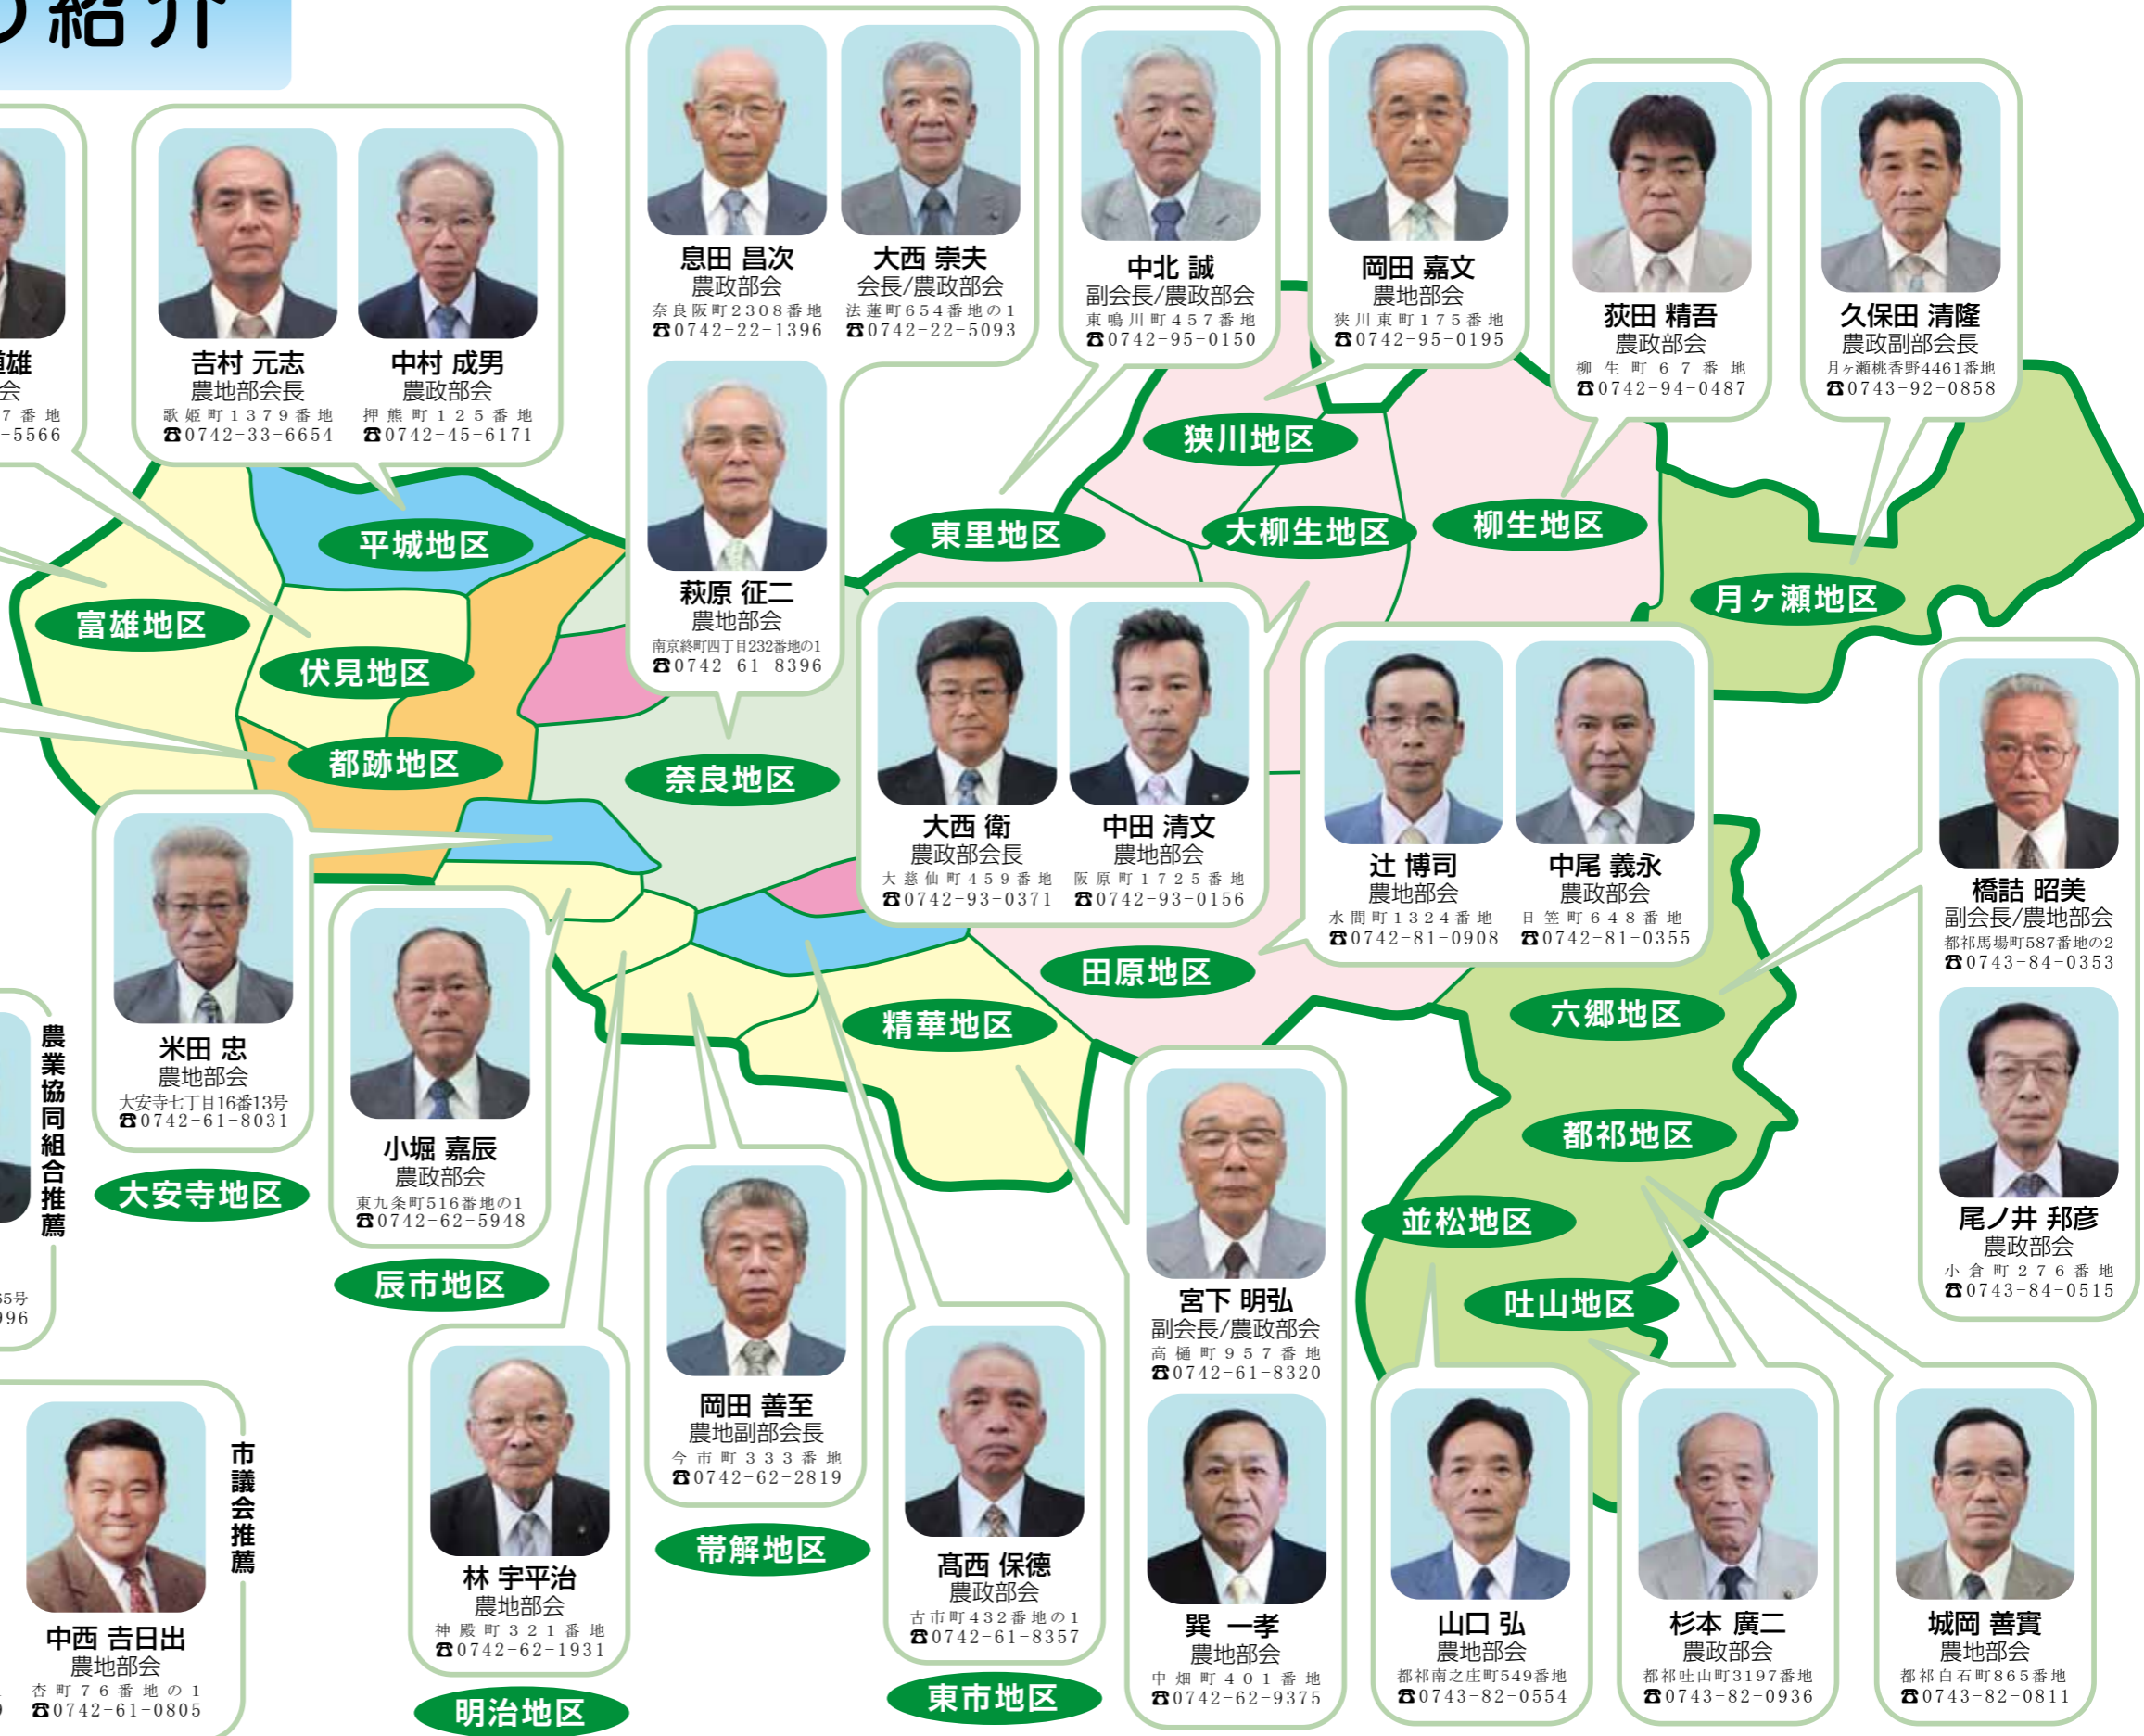 の紹介
雄
会
7番地
-5566
吉村 元志
農地部会長
歌姫町1379番地
☎0742-33-6654
中村 成男
農政部会
押熊町125番地
☎0742-45-6171
息田 昌次
農政部会
奈良阪町2308番地
☎0742-22-1396
大西 崇夫
会長/農政部会
法蓮町654番地の1
☎0742-22-5093
萩原 征二
農地部会
南京終町四丁目232番地の1
☎0742-61-8396
中北 誠
副会長/農政部会
東鳴川町457番地
☎0742-95-0150
岡田 嘉文
農地部会
狭川東町175番地
☎0742-95-0195
荻田 精吾
農政部会
柳生町67番地
☎0742-94-0487
久保田 清隆
農政副部会長
月ヶ瀬桃香野4461番地
☎0743-92-0858
狭川地区
東里地区
大柳生地区
柳生地区
平城地区
月ヶ瀬地区
富雄地区
伏見地区
都跡地区
奈良地区
大西 衛
農政部会長
大慈仙町459番地
☎0742-93-0371
中田 清文
農地部会
阪原町1725番地
☎0742-93-0156
辻 博司
農地部会
水間町1324番地
☎0742-81-0908
中尾 義永
農政部会
日笠町648番地
☎0742-81-0355
橋詰 昭美
副会長/農地部会
都祁馬場町587番地の2
☎0743-84-0353
尾ノ井 邦彦
農政部会
小倉町276番地
☎0743-84-0515
田原地区
精華地区
六郷地区
都祁地区
並松地区
吐山地区
農業協同組合推薦
65号
996
米田 忠
農地部会
大安寺七丁目16番13号
☎0742-61-8031
大安寺地区
小堀 嘉辰
農政部会
東九条町516番地の1
☎0742-62-5948
辰市地区
市議会推薦
中西 吉日出
農地部会
杏町76番地の1
☎0742-61-0805
林 宇平治
農地部会
神殿町321番地
☎0742-62-1931
明治地区
岡田 善至
農地副部会長
今市町333番地
☎0742-62-2819
帯解地区
髙西 保德
農政部会
古市町432番地の1
☎0742-61-8357
東市地区
宮下 明弘
副会長/農政部会
高樋町957番地
☎0742-61-8320
巽 一孝
農地部会
中畑町401番地
☎0742-62-9375
山口 弘
農地部会
都祁南之庄町549番地
☎0743-82-0554
杉本 廣二
農政部会
都祁吐山町3197番地
☎0743-82-0936
城岡 善實
農地部会
都祁白石町865番地
☎0743-82-0811